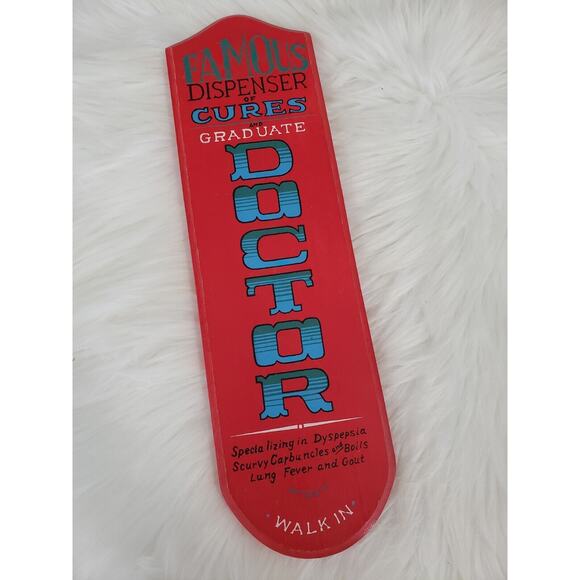 FAMOUS
DISPENSER
OF
CURES
AND
GRADUATE
DOCTOR
Specializing in Dyspepsia
Scurvy Carbuncles and Boils
Lung Fever and Gout
WALK IN